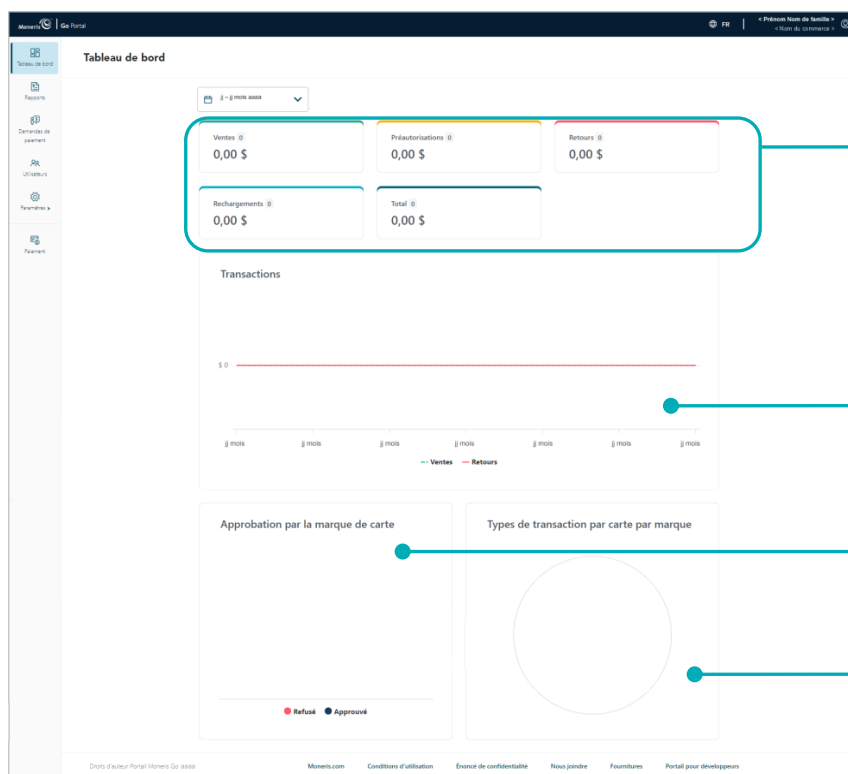 Moneris Go Portal
FR
< Prénom Nom de famille >
< Nom du commerce >
Tableau de bord
Rapports
Demandes de
paiement
Utilisateurs
Paramètres
Paiement
Tableau de bord
jj – jj mois aaaa
Ventes 0
0,00 $
Préautorisations 0
0,00 $
Retours 0
0,00 $
Rechargements 0
0,00 $
Total 0
0,00 $
Transactions
$ 0
jj mois jj mois jj mois jj mois jj mois jj mois jj mois
Ventes Retours
Approbation par la marque de carte
Refusé Approuvé
Types de transaction par carte par marque
Droits d'auteur Portail Moneris Go aaaa
Moneris.com Conditions d'utilisation Énoncé de confidentialité Nous joindre Fournitures Portail pour développeurs